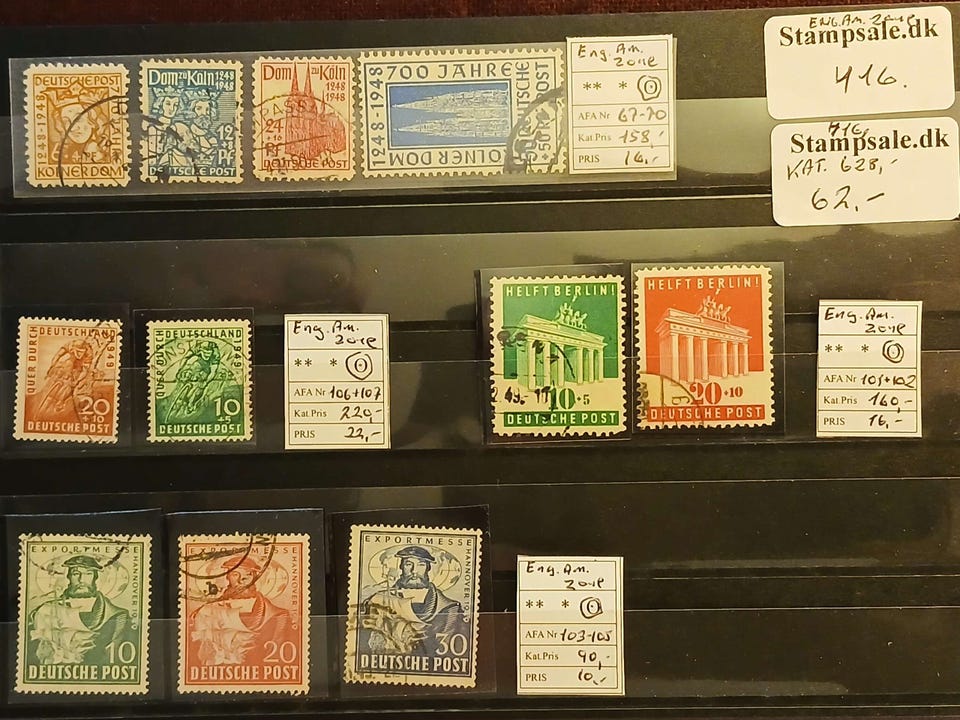 Eng. Am. Zone
Stampsale.dk
416.
416,
Stampsale.dk
KAT. 628,-
62,-
DEUTSCHE POST
1248-1948
KÖLNER DOM
Dom zu Köln 1248
1948
12
Pf
DEUTSCHE POST
Dom zu Köln
1248
1948
24
Pf
DEUTSCHE POST
1248-1948
700 JAHRE
KÖLNER DOM
DEUTSCHE POST
+50
Eng. Am.
Zone
** *
AFA Nr 67-70
Kat.Pris 158,-
PRIS 16,-
QUER DURCH
DEUTSCHLAND
1949
20
+10
DEUTSCHE POST
QUER DURCH
DEUTSCHLAND
1949
10
DEUTSCHE POST
Eng. Am.
Zone
** *
AFA Nr 106+107
Kat.Pris 220,-
PRIS 22,-
HELFT BERLIN!
10+5
DEUTSCHE POST
HELFT BERLIN!
20+10
DEUTSCHE POST
Eng. Am.
Zone
** *
AFA Nr 101+102
Kat.Pris 160,-
PRIS 16,-
EXPORTMESSE
HANNOVER 1949
10
DEUTSCHE POST
EXPORTMESSE
HANNOVER 1949
20
DEUTSCHE POST
EXPORTMESSE
HANNOVER 1949
30
DEUTSCHE POST
Eng. Am.
Zone
** *
AFA Nr 103-105
Kat.Pris 90,-
PRIS 10,-